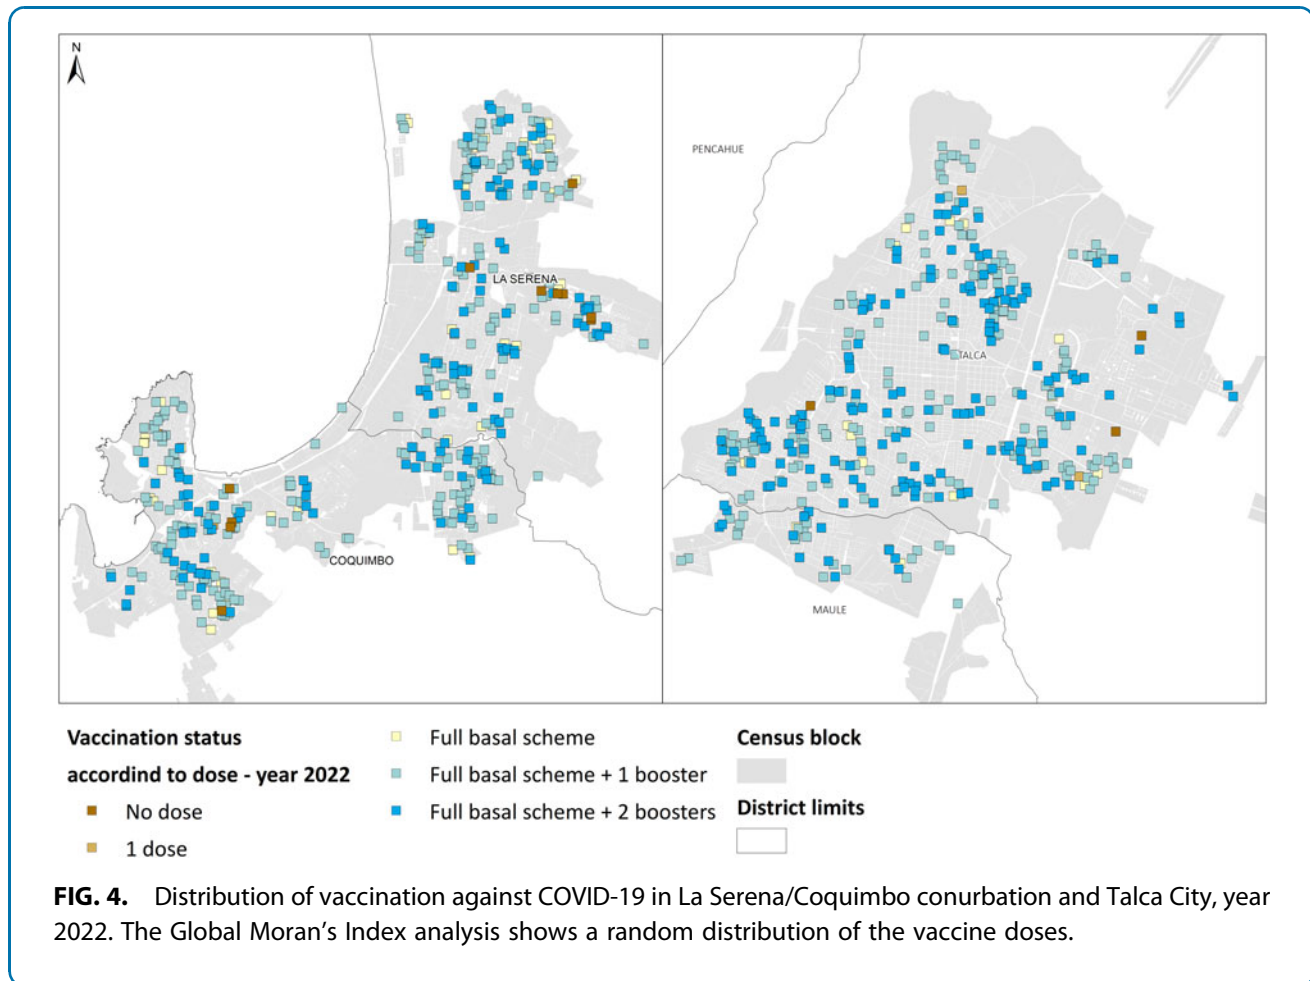 N
PENCAHUE
LA SERENA
TALCA
COQUIMBO
MAULE
Vaccination status
accordind to dose - year 2022
No dose
1 dose
Full basal scheme
Full basal scheme + 1 booster
Full basal scheme + 2 boosters
Census block
District limits
FIG. 4. Distribution of vaccination against COVID-19 in La Serena/Coquimbo conurbation and Talca City, year
2022. The Global Moran's Index analysis shows a random distribution of the vaccine doses.